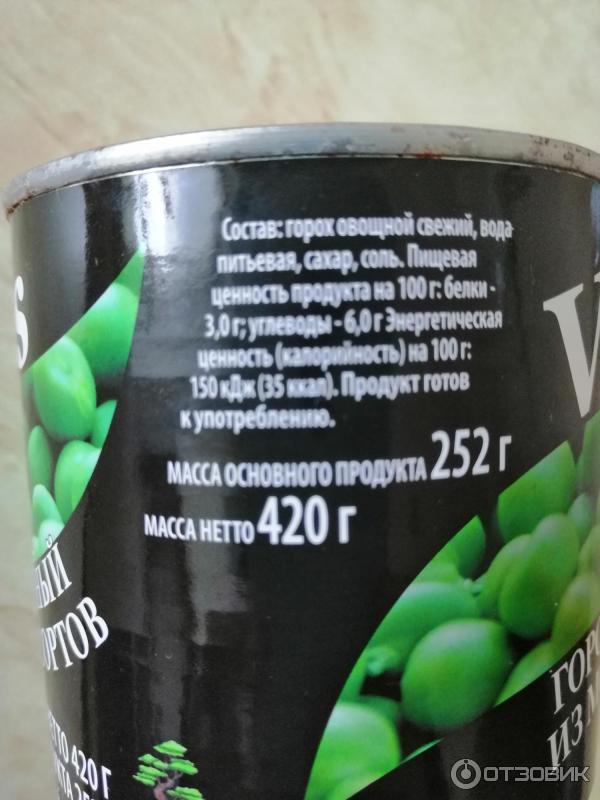 Состав: горох овощной свежий, вода
питьевая, сахар, соль. Пищевая
ценность продукта на 100 г: белки -
3,0 г; углеводы - 6,0 г Энергетическая
ценность (калорийность) на 100 г:
150 кДж (35 ккал). Продукт готов
к употреблению.
МАССА ОСНОВНОГО ПРОДУКТА 252 г
МАССА НЕТТО 420 г
420 г
ИЗ
ОТЗОВИК